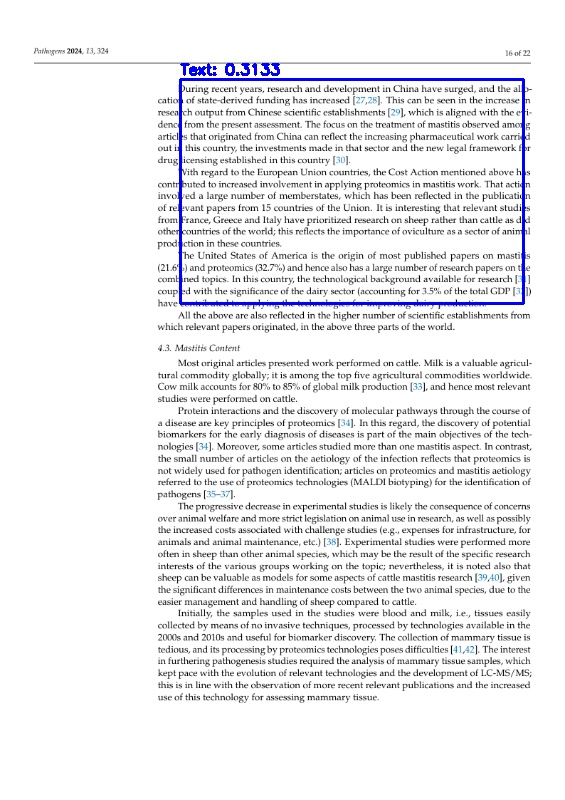 Pathogens 2024, 13, 324
16 of 22
Text: 0.3133
During recent years, research and development in China have surged, and the allo-
cation of state-derived funding has increased [27,28]. This can be seen in the increase in
research output from Chinese scientific establishments [29], which is aligned with the evi-
dence from the present assessment. The focus on the treatment of mastitis observed among
articles that originated from China can reflect the increasing pharmaceutical work carried
out in this country, the investments made in that sector and the new legal framework for
drug licensing established in this country [30].
With regard to the European Union countries, the Cost Action mentioned above has
contributed to increased involvement in applying proteomics in mastitis work. That action
involved a large number of memberstates, which has been reflected in the publication
of relevant papers from 15 countries of the Union. It is interesting that relevant studies
from France, Greece and Italy have prioritized research on sheep rather than cattle as did
other countries of the world; this reflects the importance of oviculture as a sector of animal
production in these countries.
The United States of America is the origin of most published papers on mastitis
(21.6%) and proteomics (32.7%) and hence also has a large number of research papers on the
combined topics. In this country, the technological background available for research
coupled with the significance of the dairy sector (accounting for 3.5% of the total GDP
have contributed to applying the technologies for improving dairy production.
All the above are also reflected in the higher number of scientific establishments from
which relevant papers originated, in the above three parts of the world.
4.3. Mastitis Content
Most original articles presented work performed on cattle. Milk is a valuable agricul-
tural commodity globally; it is among the top five agricultural commodities worldwide.
Cow milk accounts for 80% to 85% of global milk production [33], and hence most relevant
studies were performed on cattle.
Protein interactions and the discovery of molecular pathways through the course of
a disease are key principles of proteomics [34]. In this regard, the discovery of potential
biomarkers for the early diagnosis of diseases is part of the main objectives of the tech-
nologies [34]. Moreover, some articles studied more than one mastitis aspect. In contrast,
the small number of articles on the aetiology of the infection reflects that proteomics is
not widely used for pathogen identification; articles on proteomics and mastitis aetiology
referred to the use of proteomics technologies (MALDI biotyping) for the identification of
pathogens [35–37].
The progressive decrease in experimental studies is likely the consequence of concerns
over animal welfare and more strict legislation on animal use in research, as well as possibly
the increased costs associated with challenge studies (e.g., expenses for infrastructure, for
animals and animal maintenance, etc.) [38]. Experimental studies were performed more
often in sheep than other animal species, which may be the result of the specific research
interests of the various groups working on the topic; nevertheless, it is noted also that
sheep can be valuable as models for some aspects of cattle mastitis research [39,40], given
the significant differences in maintenance costs between the two animal species, due to the
easier management and handling of sheep compared to cattle.
Initially, the samples used in the studies were blood and milk, i.e., tissues easily
collected by means of no invasive techniques, processed by technologies available in the
2000s and 2010s and useful for biomarker discovery. The collection of mammary tissue is
tedious, and its processing by proteomics technologies poses difficulties [41,42]. The interest
in furthering pathogenesis studies required the analysis of mammary tissue samples, which
kept pace with the evolution of relevant technologies and the development of LC-MS/MS;
this is in line with the observation of more recent relevant publications and the increased
use of this technology for assessing mammary tissue.